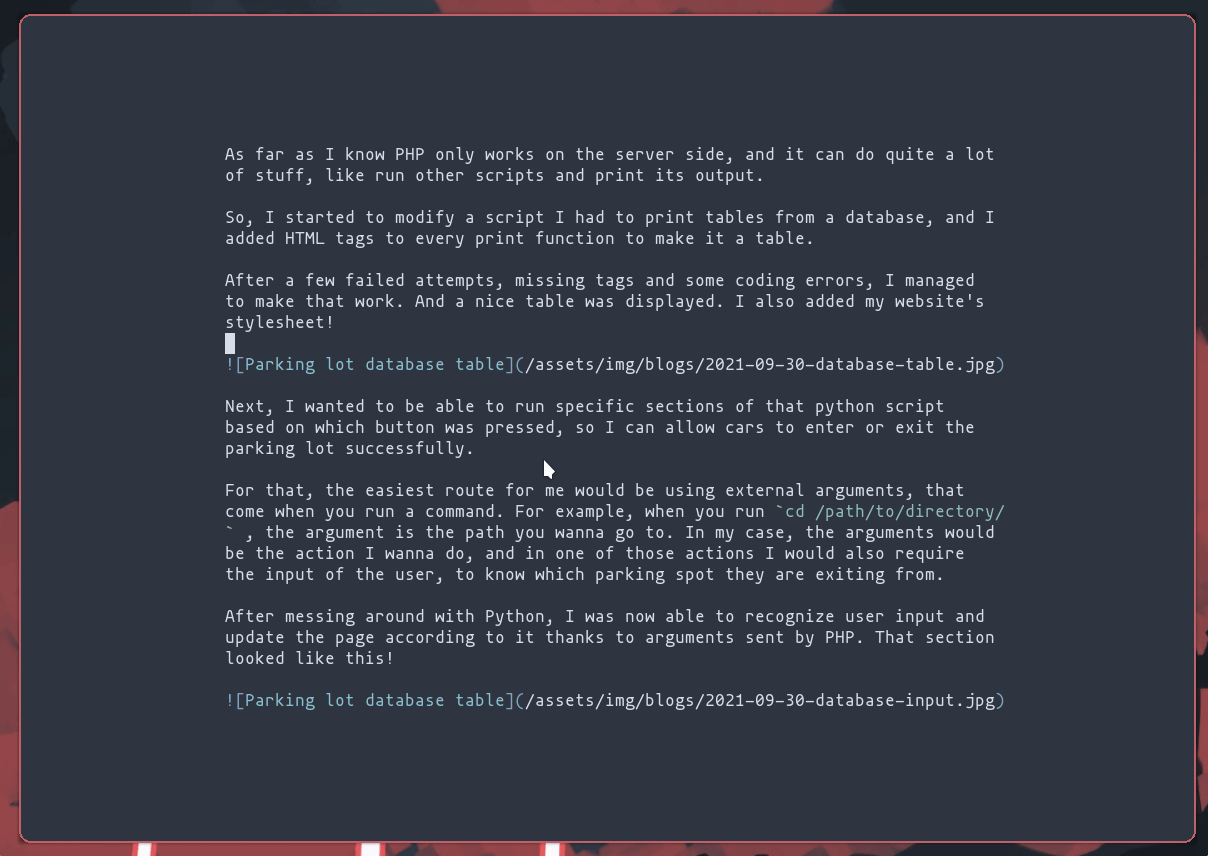 As far as I know PHP only works on the server side, and it can do quite a lot
of stuff, like run other scripts and print its output.
So, I started to modify a script I had to print tables from a database, and I
added HTML tags to every print function to make it a table.
After a few failed attempts, missing tags and some coding errors, I managed
to make that work. And a nice table was displayed. I also added my website's
stylesheet!
![Parking lot database table](/assets/img/blogs/2021-09-30-database-table.jpg)
Next, I wanted to be able to run specific sections of that python script
based on which button was pressed, so I can allow cars to enter or exit the
parking lot successfully.
For that, the easiest route for me would be using external arguments, that
come when you run a command. For example, when you run `cd /path/to/directory/
` , the argument is the path you wanna go to. In my case, the arguments would
be the action I wanna do, and in one of those actions I would also require
the input of the user, to know which parking spot they are exiting from.
After messing around with Python, I was now able to recognize user input and
update the page according to it thanks to arguments sent by PHP. That section
looked like this!
![Parking lot database table](/assets/img/blogs/2021-09-30-database-input.jpg)